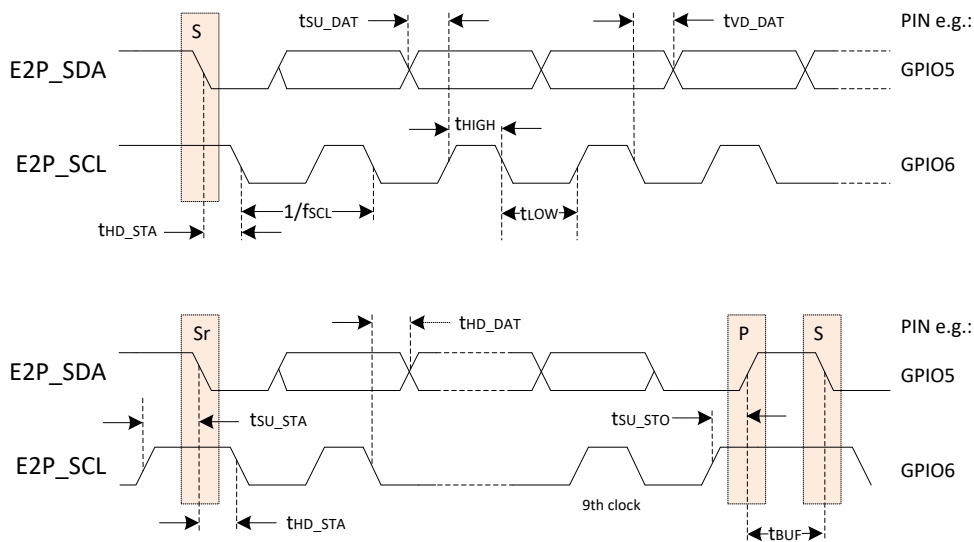 S
tSU_DAT
tVD_DAT
PIN e.g.:
E2P_SDA
GPIO5
tHIGH
E2P_SCL
GPIO6
1/fSCL
tLOW
tHD_STA
Sr
tHD_DAT
P
S
PIN e.g.:
E2P_SDA
GPIO5
tSU_STA
tSU_STO
E2P_SCL
GPIO6
9th clock
tHD_STA
tBUF